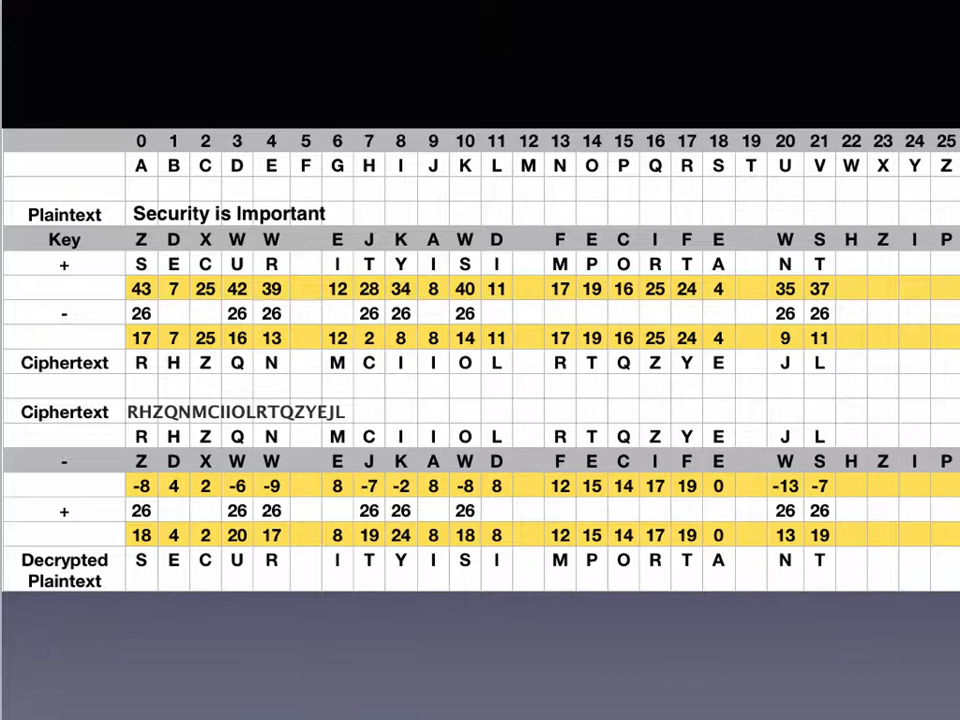 0 1 2 3 4 5 6 7 8 9 10 11 12 13 14 15 16 17 18 19 20 21 22 23 24 25
A B C D E F G H I J K L M N O P Q R S T U V W X Y Z
Plaintext Security is Important
Key Z D X W W E J K A W D F E C I F E W S H Z I P
+ S E C U R I T Y I S I M P O R T A N T
43 7 25 42 39 12 28 34 8 40 11 17 19 16 25 24 4 35 37
- 26 26 26 26 26 26 26 26
17 7 25 16 13 12 2 8 8 14 11 17 19 16 25 24 4 9 11
Ciphertext R H Z Q N M C I I O L R T Q Z Y E J L
Ciphertext RHZQNMCIIOLRTQZYEJL
R H Z Q N M C I I O L R T Q Z Y E J L
- Z D X W W E J K A W D F E C I F E W S H Z I P
-8 4 2 -6 -9 8 -7 -2 8 -8 8 12 15 14 17 19 0 -13 -7
+ 26 26 26 26 26 26 26 26
18 4 2 20 17 8 19 24 8 18 8 12 15 14 17 19 0 13 19
Decrypted S E C U R I T Y I S I M P O R T A N T
Plaintext